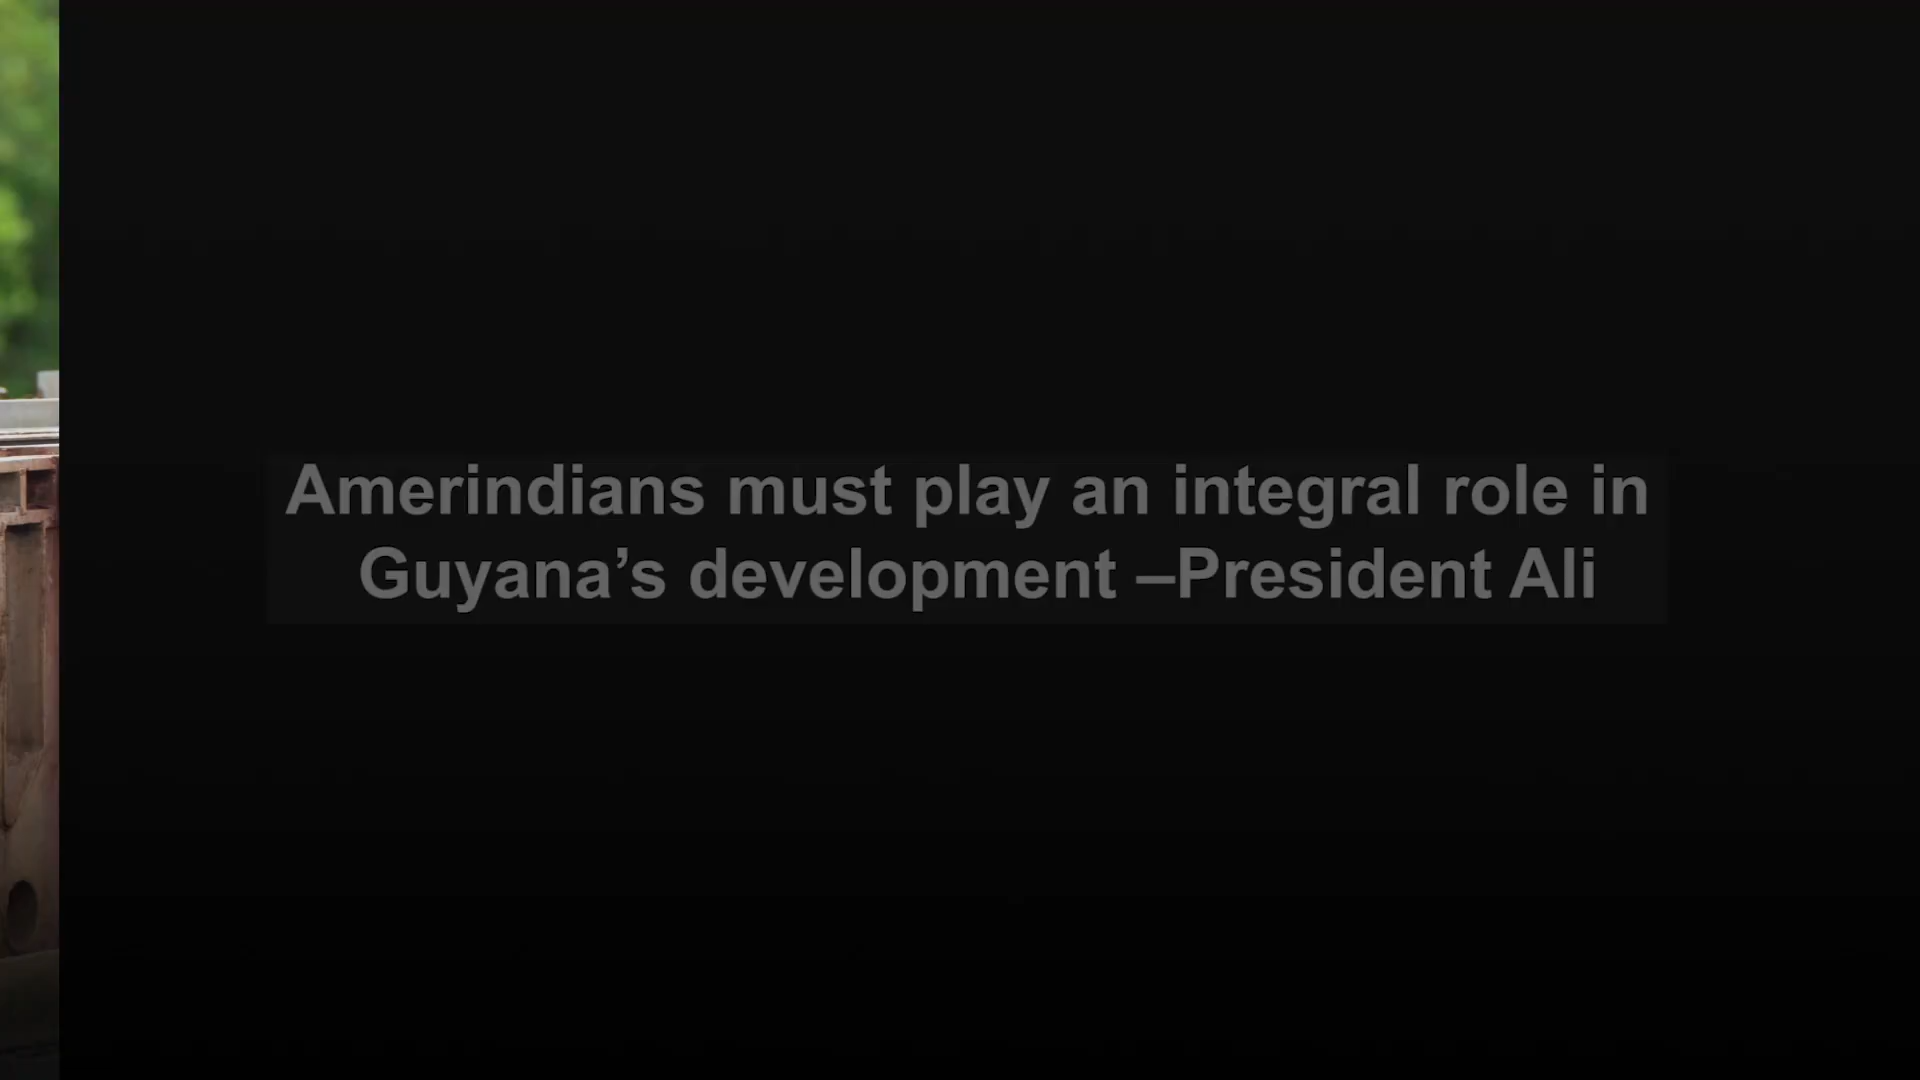 Amerindians must play an integral role in
Guyana’s development –President Ali